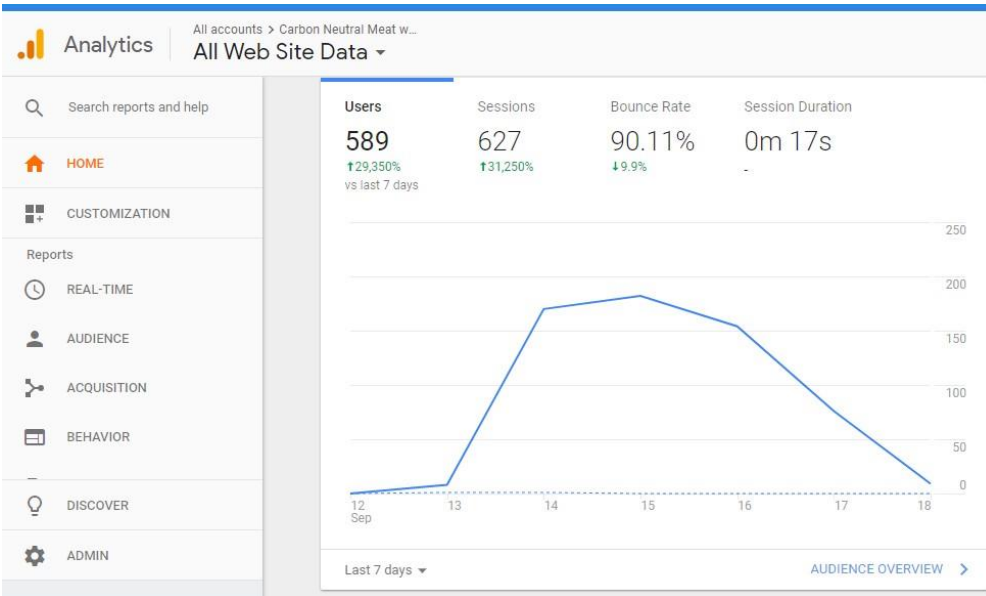 Analytics
All accounts > Carbon Neutral Meat w...
All Web Site Data
Search reports and help
HOME
CUSTOMIZATION
Reports
REAL-TIME
AUDIENCE
ACQUISITION
BEHAVIOR
DISCOVER
ADMIN
Users Sessions Bounce Rate Session Duration
589 627 90.11% 0m 17s
↑29,350% ↑31,250% ↓9.9% -
vs last 7 days
250
200
150
100
50
0
12 13 14 15 16 17 18
Sep
Last 7 days AUDIENCE OVERVIEW >